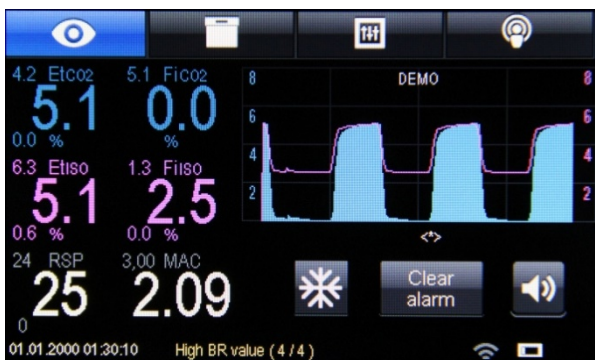 4.2 Etco2 5.1 Fico2
5.1 0.0
0.0 % %
6.3 Etiso 1.3 Fiiso
5.1 2.5
0.6 % 0.0 %
24 RSP 3,00 MAC
25 2.09
0
8 DEMO 8
6 6
4 4
2 2
<*>
Clear
alarm
01.01.2000 01:30:10 High BR value ( 4 / 4 )